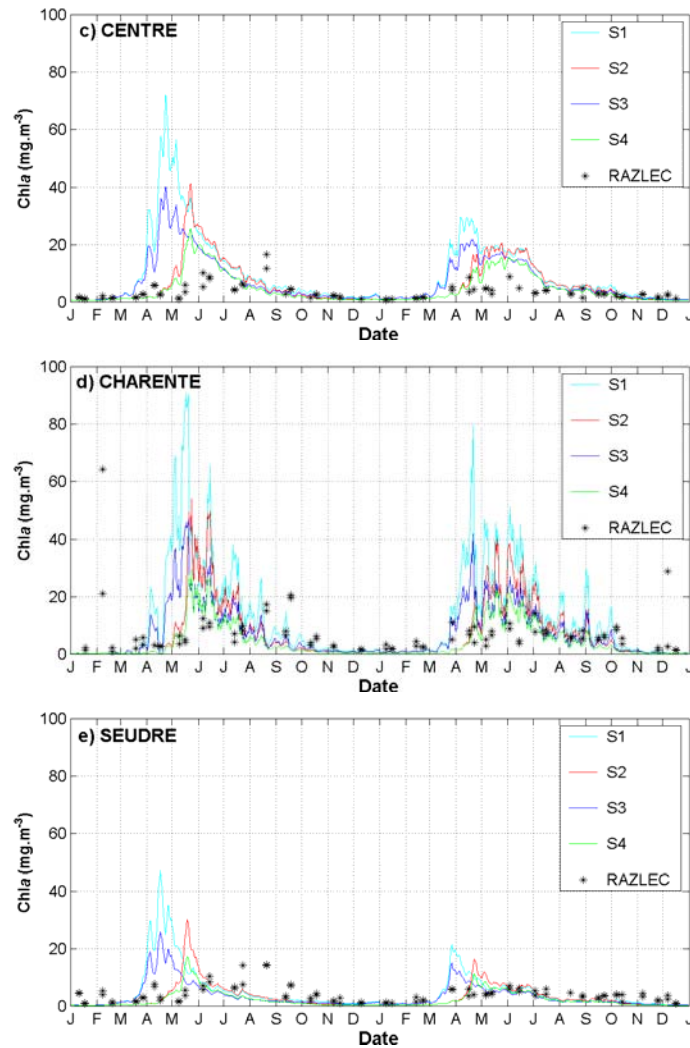 c) CENTRE
S1
S2
S3
S4
RAZLEC
100
80
60
40
20
0
Chla (mg.m-3)
J F M A M J J A S O N D J F M A M J J A S O N D J
Date
d) CHARENTE
S1
S2
S3
S4
RAZLEC
100
80
60
40
20
0
Chla (mg.m-3)
J F M A M J J A S O N D J F M A M J J A S O N D J
Date
e) SEUDRE
S1
S2
S3
S4
RAZLEC
100
80
60
40
20
0
Chla (mg.m-3)
J F M A M J J A S O N D J F M A M J J A S O N D J
Date